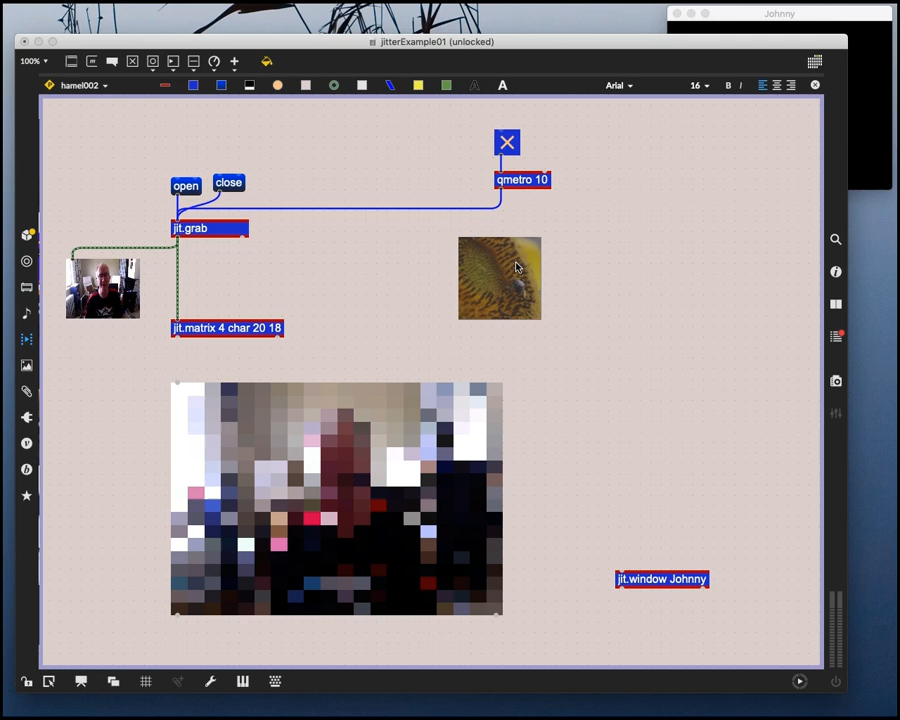 Johnny
jitterExample01 (unlocked)
100%
hamel002
Arial
16
B
I
A
A
open
close
qmetro 10
jit.grab
jit.matrix 4 char 20 18
jit.window Johnny